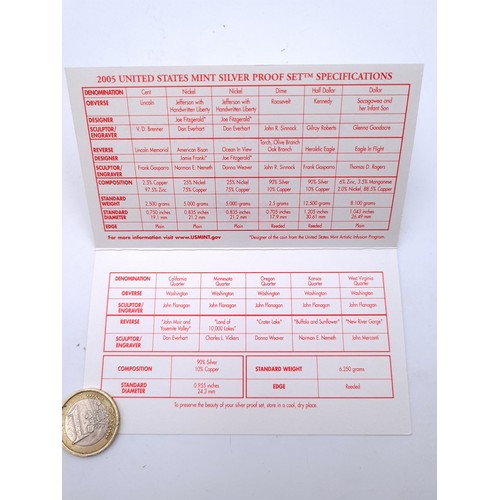 2005 UNITED STATES MINT SILVER PROOF SET™ SPECIFICATIONS
DENOMINATION Cent Nickel Nickel Dime Half Dollar Dollar
OBVERSE Lincoln Jefferson with Jefferson with Roosevelt Kennedy Sacagawea and
Handwritten Liberty Handwritten Liberty her Infant Son
DESIGNER Joe Fitzgerald* Joe Fitzgerald*
SCULPTOR/ V. D. Brenner Don Everhart Don Everhart John R. Sinnock Gilroy Roberts Glenna Goodacre
ENGRAVER
REVERSE Lincoln Memorial American Bison Ocean In View Torch, Olive Branch Heraldic Eagle Eagle In Flight
Oak Branch
DESIGNER Jamie Franki* Joe Fitzgerald*
SCULPTOR/ Frank Gasparro Norman E. Nemeth Donna Weaver John R. Sinnock Frank Gasparro Thomas D. Rogers
ENGRAVER
COMPOSITION 2.5% Copper 25% Nickel 25% Nickel 90% Silver 90% Silver 6% Zinc, 3.5% Manganese
97.5% Zinc 75% Copper 75% Copper 10% Copper 10% Copper 2.0% Nickel, 88.5% Copper
STANDARD 2.500 grams 5.000 grams 5.000 grams 2.5 grams 12.500 grams 8.100 grams
WEIGHT
STANDARD 0.750 inches 0.835 inches 0.835 inches 0.705 inches 1.205 inches 1.043 inches
DIAMETER 19.1 mm 21.2 mm 21.2 mm 17.9 mm 30.61 mm 26.49 mm
EDGE Plain Plain Plain Reeded Reeded Plain
For more information visit www.USMINT.gov *Designer of the coin from the United States Mint Artistic Infusion Program.
DENOMINATION California Minnesota Oregon Kansas West Virginia
Quarter Quarter Quarter Quarter Quarter
OBVERSE Washington Washington Washington Washington Washington
SCULPTOR/ John Flanagan John Flanagan John Flanagan John Flanagan John Flanagan
ENGRAVER
REVERSE "John Muir and "Land of "Crater Lake" "Buffalo and Sunflower" "New River Gorge"
Yosemite Valley" 10,000 Lakes"
SCULPTOR/ Don Everhart Charles L. Vickers Donna Weaver Norman E. Nemeth John Mercanti
ENGRAVER
COMPOSITION 90% Silver STANDARD WEIGHT 6.250 grams
10% Copper
STANDARD 0.955 inches EDGE Reeded
DIAMETER 24.3 mm
To preserve the beauty of your silver proof set, store in a cool, dry place.
1